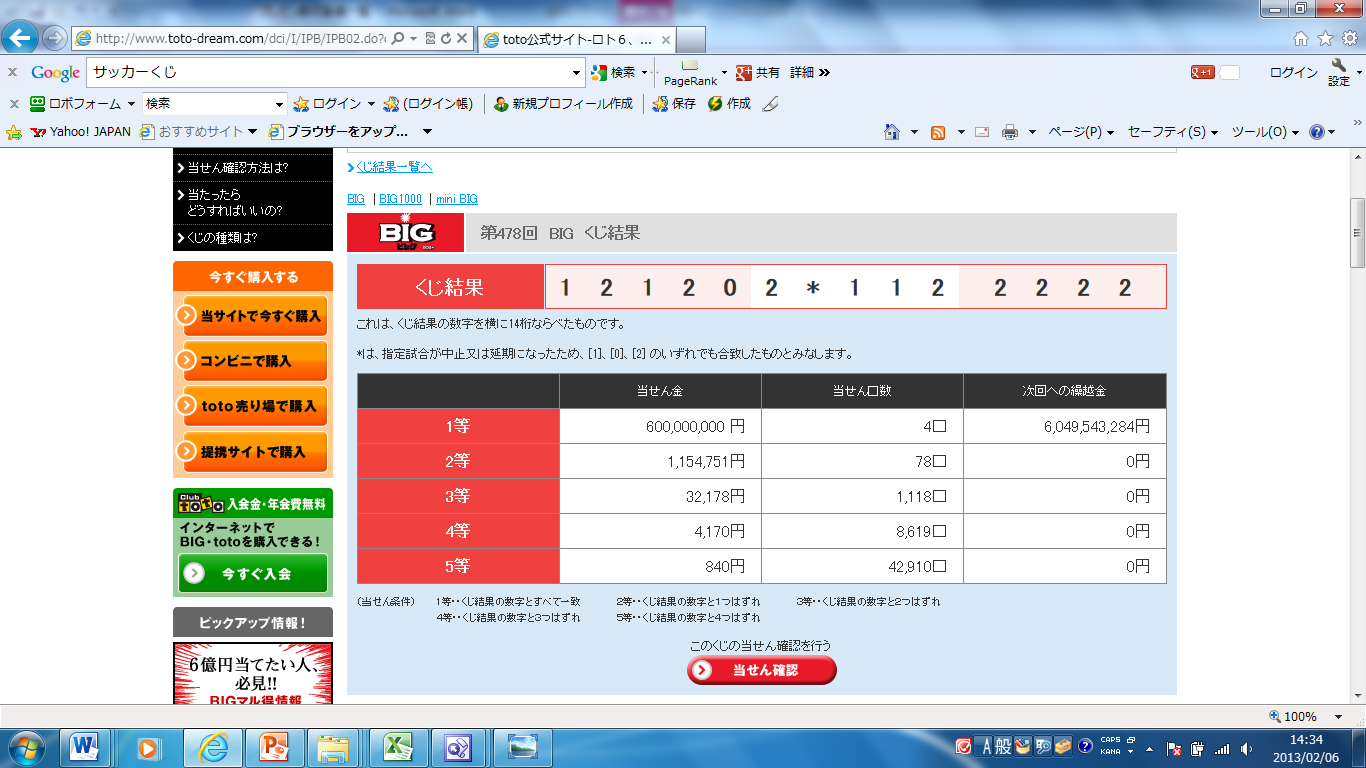 http://www.toto-dream.com/dci/I/IPB/IPB02.do?c
toto公式サイト-ロト６、...
Google サッカーくじ 検索 PageRank 共有 詳細 » +1 ログイン 設定
ロボフォーム 検索 ログイン (ログイン帳) 新規プロフィール作成 保存 作成
Yahoo! JAPAN おすすめサイト ブラウザーをアップ... ページ(P) セーフティ(S) ツール(O)
当せん確認方法は?
当たったら
どうすればいいの?
くじの種類は?
今すぐ購入する
当サイトで今すぐ購入
コンビニで購入
toto売り場で購入
提携サイトで購入
Club toto 入会金・年会費無料
インターネットで
BIG・totoを購入できる!
今すぐ入会
ピックアップ情報!
6億円当てたい人、
必見!!
BIGマル得情報
くじ結果一覧へ
BIG | BIG1000 | mini BIG
BIG ビッグ 第478回 BIG くじ結果
くじ結果 1 2 1 2 0 2 * 1 1 2 2 2 2 2
これは、くじ結果の数字を横に14桁ならべたものです。
*は、指定試合が中止又は延期になったため、[1]、[0]、[2] のいずれでも合致したものとみなします。
当せん金 当せん口数 次回への繰越金
1等 600,000,000 円 4口 6,049,543,284円
2等 1,154,751円 78口 0円
3等 32,178円 1,118口 0円
4等 4,170円 8,619口 0円
5等 840円 42,910口 0円
(当せん条件) 1等･･くじ結果の数字とすべて一致 2等･･くじ結果の数字と1つはずれ 3等･･くじ結果の数字と2つはずれ
4等･･くじ結果の数字と3つはずれ 5等･･くじ結果の数字と4つはずれ
このくじの当せん確認を行う
当せん確認
100%
A 般 CAPS KANA
14:34
2013/02/06